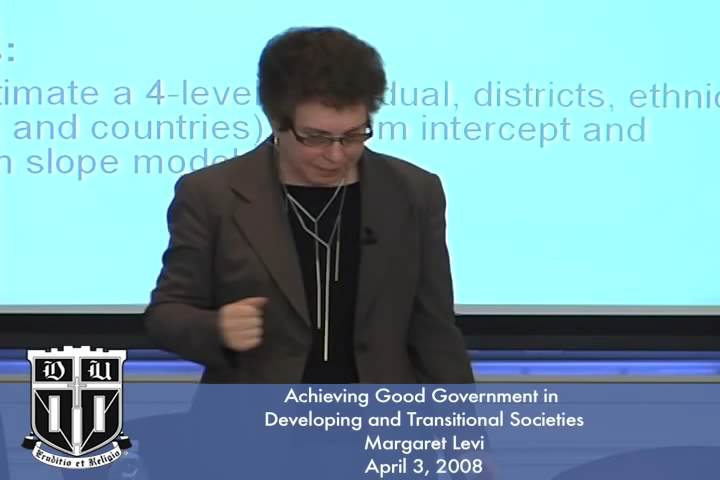 s:
timate a 4-leve dual, districts, ethnic
and countries) m intercept and
slope model
D U
Eruditio et Religio
Achieving Good Government in
Developing and Transitional Societies
Margaret Levi
April 3, 2008